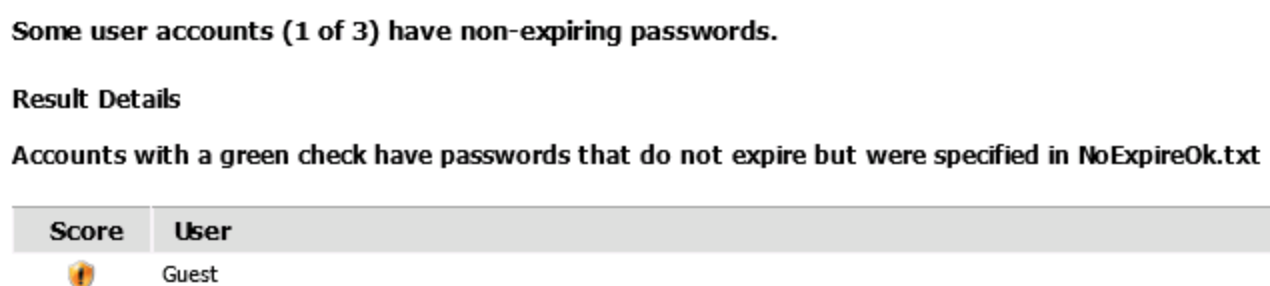 Some user accounts (1 of 3) have non-expiring passwords.
Result Details
Accounts with a green check have passwords that do not expire but were specified in NoExpireOk.txt
Score User
Guest